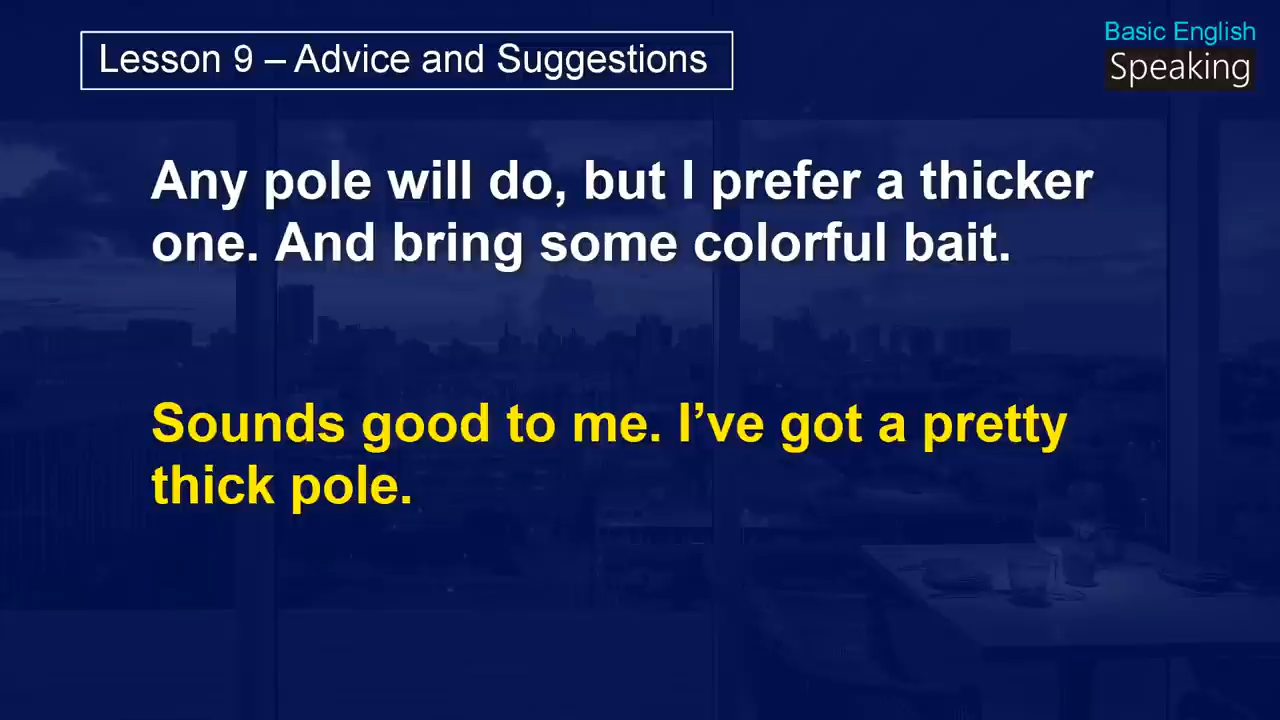 Lesson 9 – Advice and Suggestions
Basic English
Speaking
Any pole will do, but I prefer a thicker
one. And bring some colorful bait.
Sounds good to me. I’ve got a pretty
thick pole.